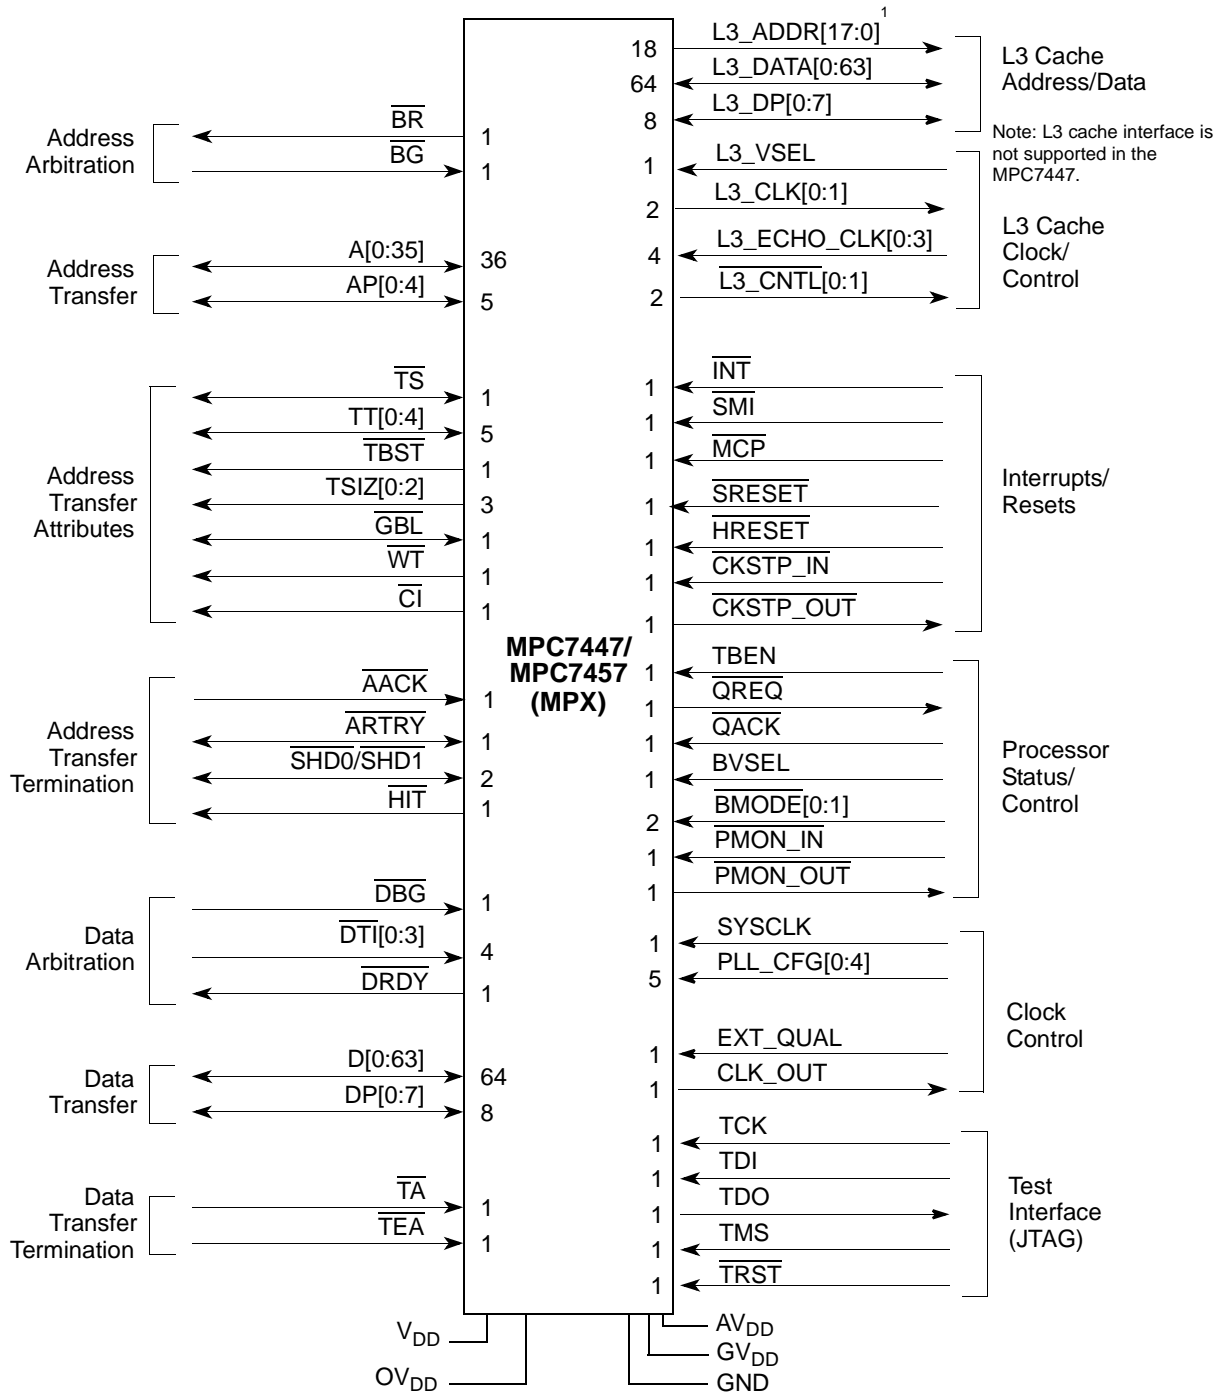 Address
Arbitration
BR
1
BG
1
Address
Transfer
A[0:35]
36
AP[0:4]
5
Address
Transfer
Attributes
TS
1
TT[0:4]
5
TBST
1
TSIZ[0:2]
3
GBL
1
WT
1
CI
1
Address
Transfer
Termination
AACK
1
ARTRY
1
SHD0/SHD1
2
HIT
1
Data
Arbitration
DBG
1
DTI[0:3]
4
DRDY
1
Data
Transfer
D[0:63]
64
DP[0:7]
8
Data
Transfer
Termination
TA
1
TEA
1
MPC7447/
MPC7457
(MPX)
18
L3_ADDR[17:0]1
64
L3_DATA[0:63]
8
L3_DP[0:7]
L3 Cache
Address/Data
Note: L3 cache interface is
not supported in the
MPC7447.
1
L3_VSEL
2
L3_CLK[0:1]
4
L3_ECHO_CLK[0:3]
2
L3_CNTL[0:1]
L3 Cache
Clock/
Control
1
INT
1
SMI
1
MCP
1
SRESET
1
HRESET
1
CKSTP_IN
1
CKSTP_OUT
Interrupts/
Resets
1
TBEN
1
QREQ
1
QACK
1
BVSEL
2
BMODE[0:1]
1
PMON_IN
1
PMON_OUT
Processor
Status/
Control
1
SYSCLK
5
PLL_CFG[0:4]
1
EXT_QUAL
1
CLK_OUT
Clock
Control
1
TCK
1
TDI
1
TDO
1
TMS
1
TRST
Test
Interface
(JTAG)
VDD
OVDD
AVDD
GVDD
GND